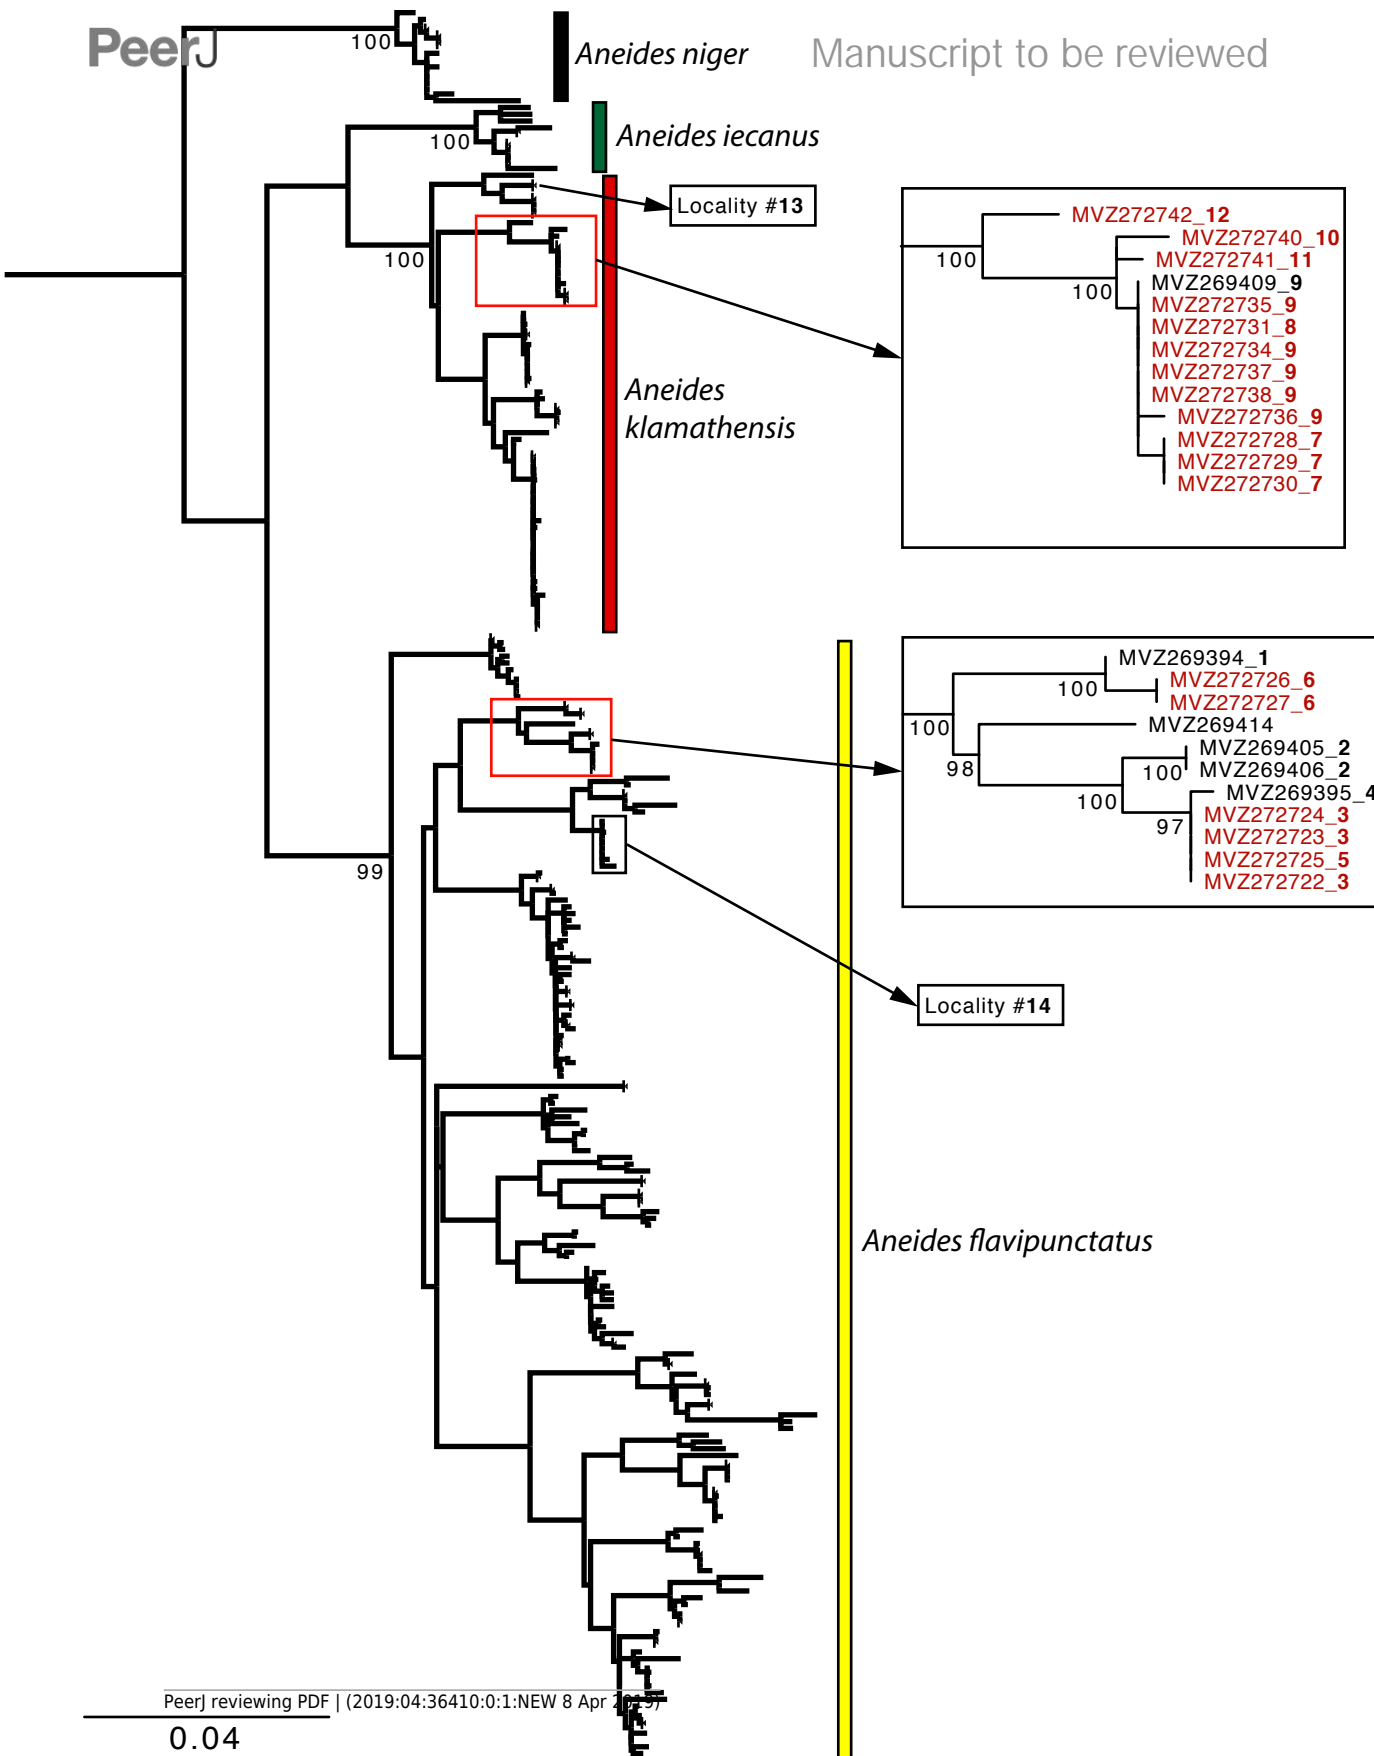 PeerJ
Manuscript to be reviewed
100
Aneides niger
100
Aneides iecanus
Locality #13
100
Aneides
klamathensis
MVZ272742_12
MVZ272740_10
100
MVZ272741_11
MVZ269409_9
100
MVZ272735_9
MVZ272731_8
MVZ272734_9
MVZ272737_9
MVZ272738_9
MVZ272736_9
MVZ272728_7
MVZ272729_7
MVZ272730_7
MVZ269394_1
MVZ272726_6
100
MVZ272727_6
100
MVZ269414
MVZ269405_2
98
100
MVZ269406_2
MVZ269395_4
100
MVZ272724_3
97
MVZ272723_3
MVZ272725_5
MVZ272722_3
99
Locality #14
Aneides flavipunctatus
PeerJ reviewing PDF | (2019:04:36410:0:1:NEW 8 Apr 2019)
0.04